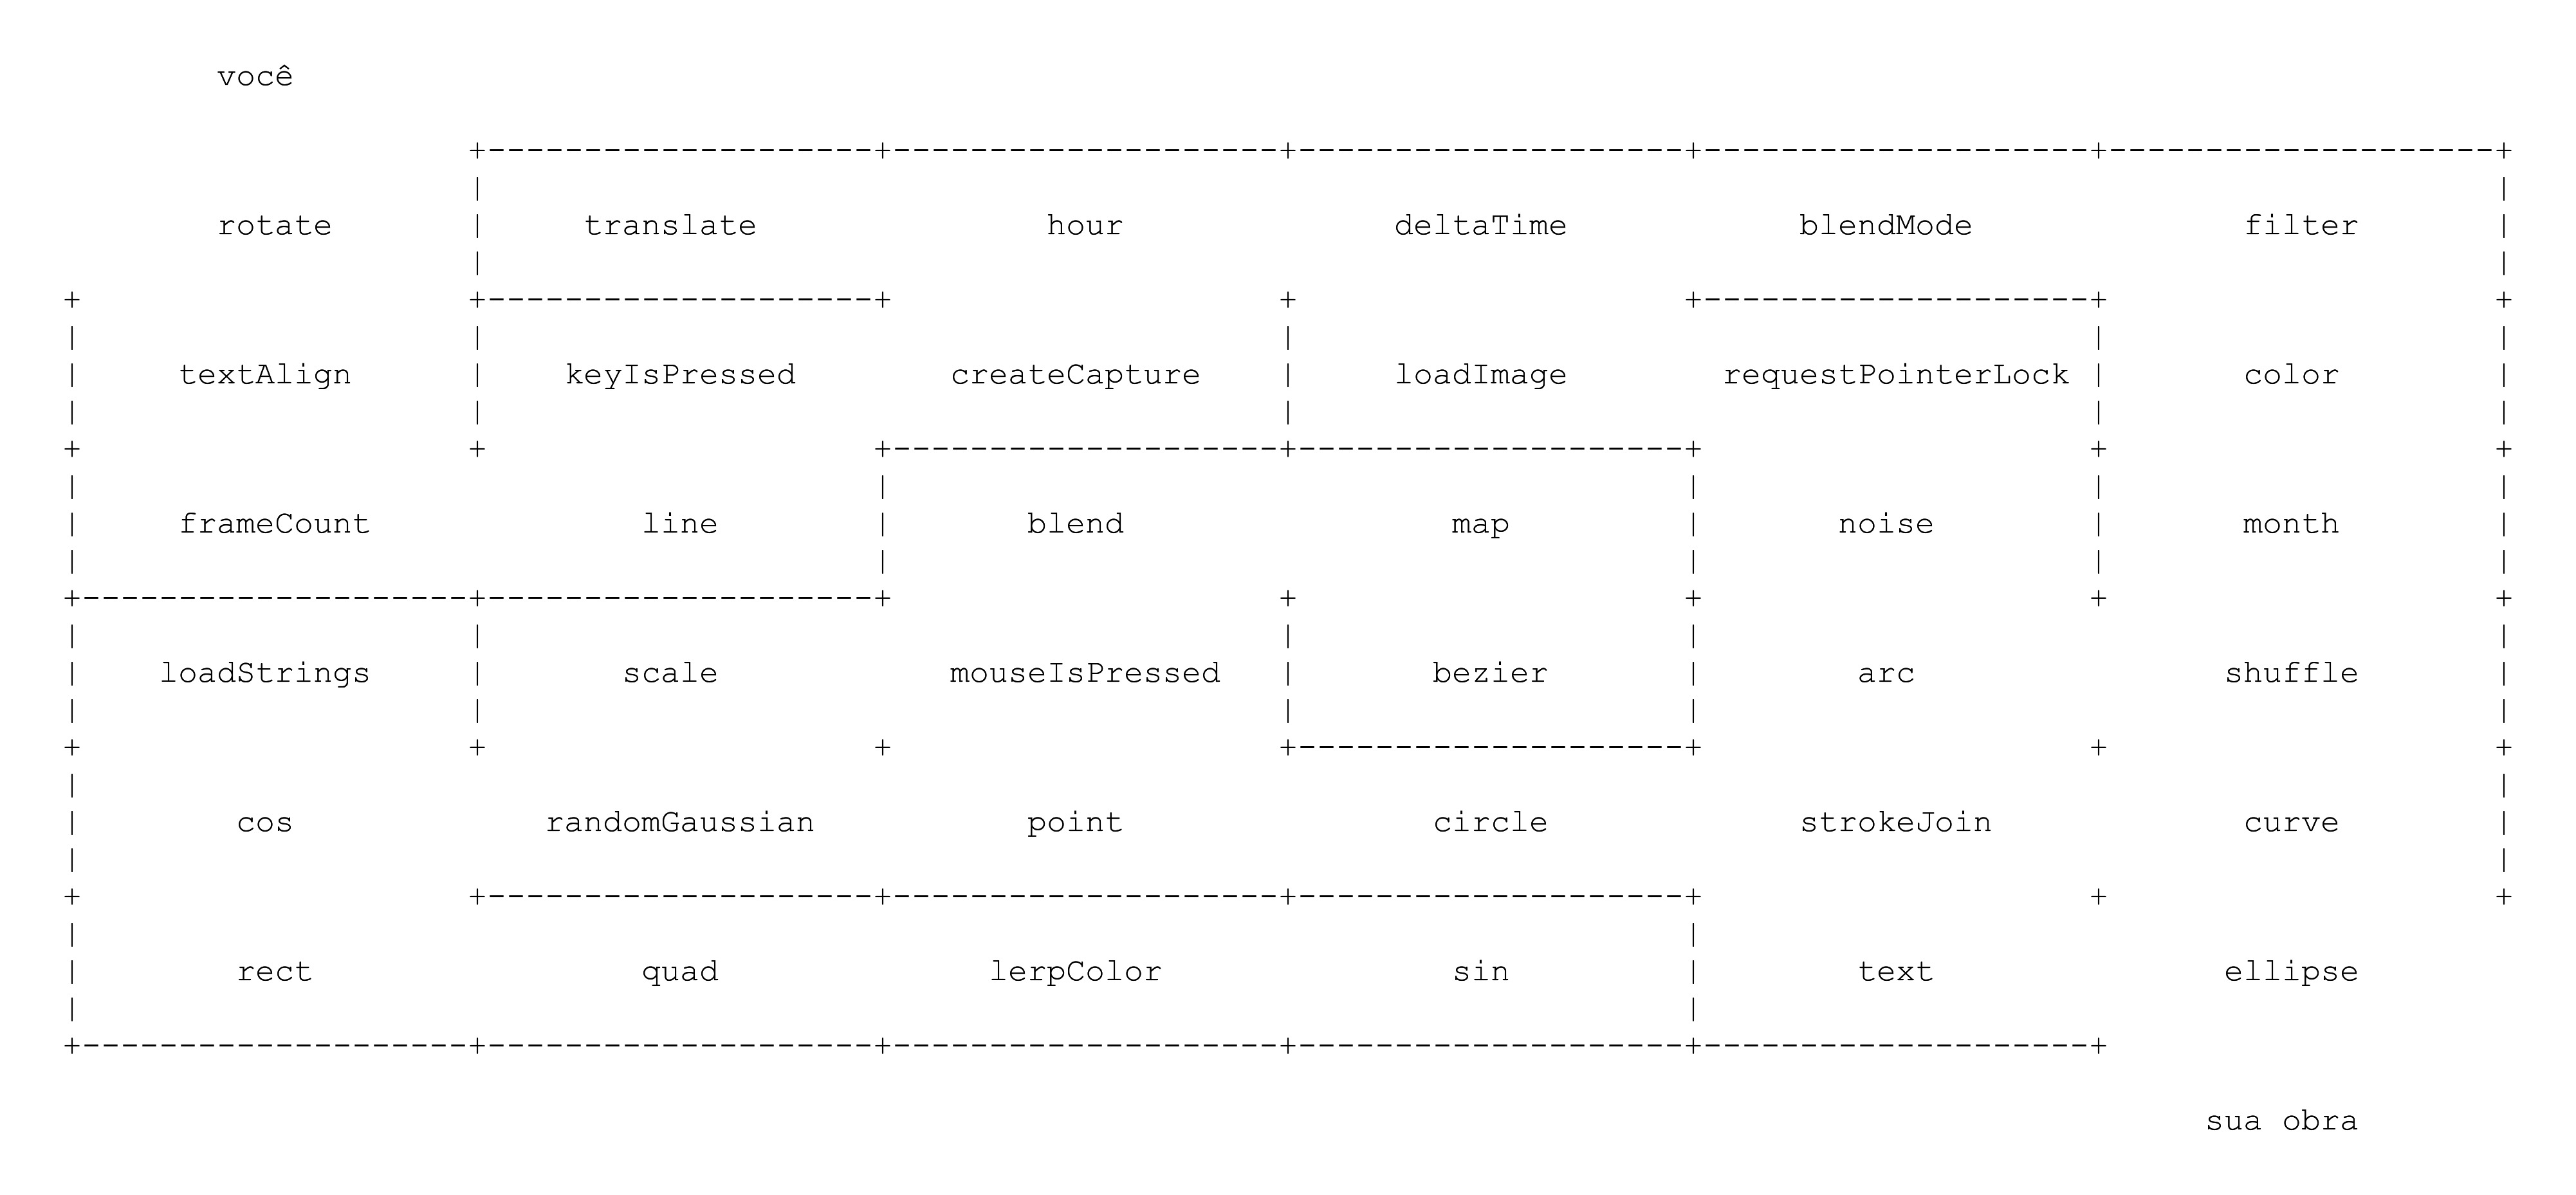 você
rotate translate hour deltaTime blendMode filter
textAlign keyIsPressed createCapture loadImage requestPointerLock color
frameCount line blend map noise month
loadStrings scale mouseIsPressed bezier arc shuffle
cos randomGaussian point circle strokeJoin curve
rect quad lerpColor sin text ellipse
sua obra